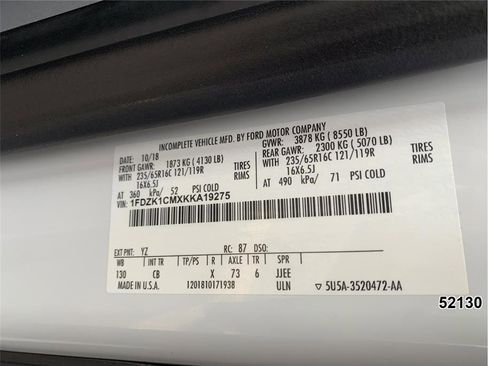 INCOMPLETE VEHICLE MFD. BY FORD MOTOR COMPANY
DATE: 10/18 GVWR: 3878 KG ( 8550 LB)
FRONT GAWR: 1873 KG ( 4130 LB) REAR GAWR: 2300 KG ( 5070 LB)
WITH 235/65R16C 121/119R TIRES WITH 235/65R16C 121/119R TIRES
16X6.5J RIMS 16X6.5J RIMS
AT 360 kPa/ 52 PSI COLD AT 490 kPa/ 71 PSI COLD
VIN: 1FDZK1CMXKKA19275
EXT PNT: YZ RC: 87 DSO:
WB INT TR TP/PS R AXLE TR SPR
130 CB X 73 6 JJEE
MADE IN U.S.A. 1201810171938 ULN ▽ 5U5A-3520472-AA
52130